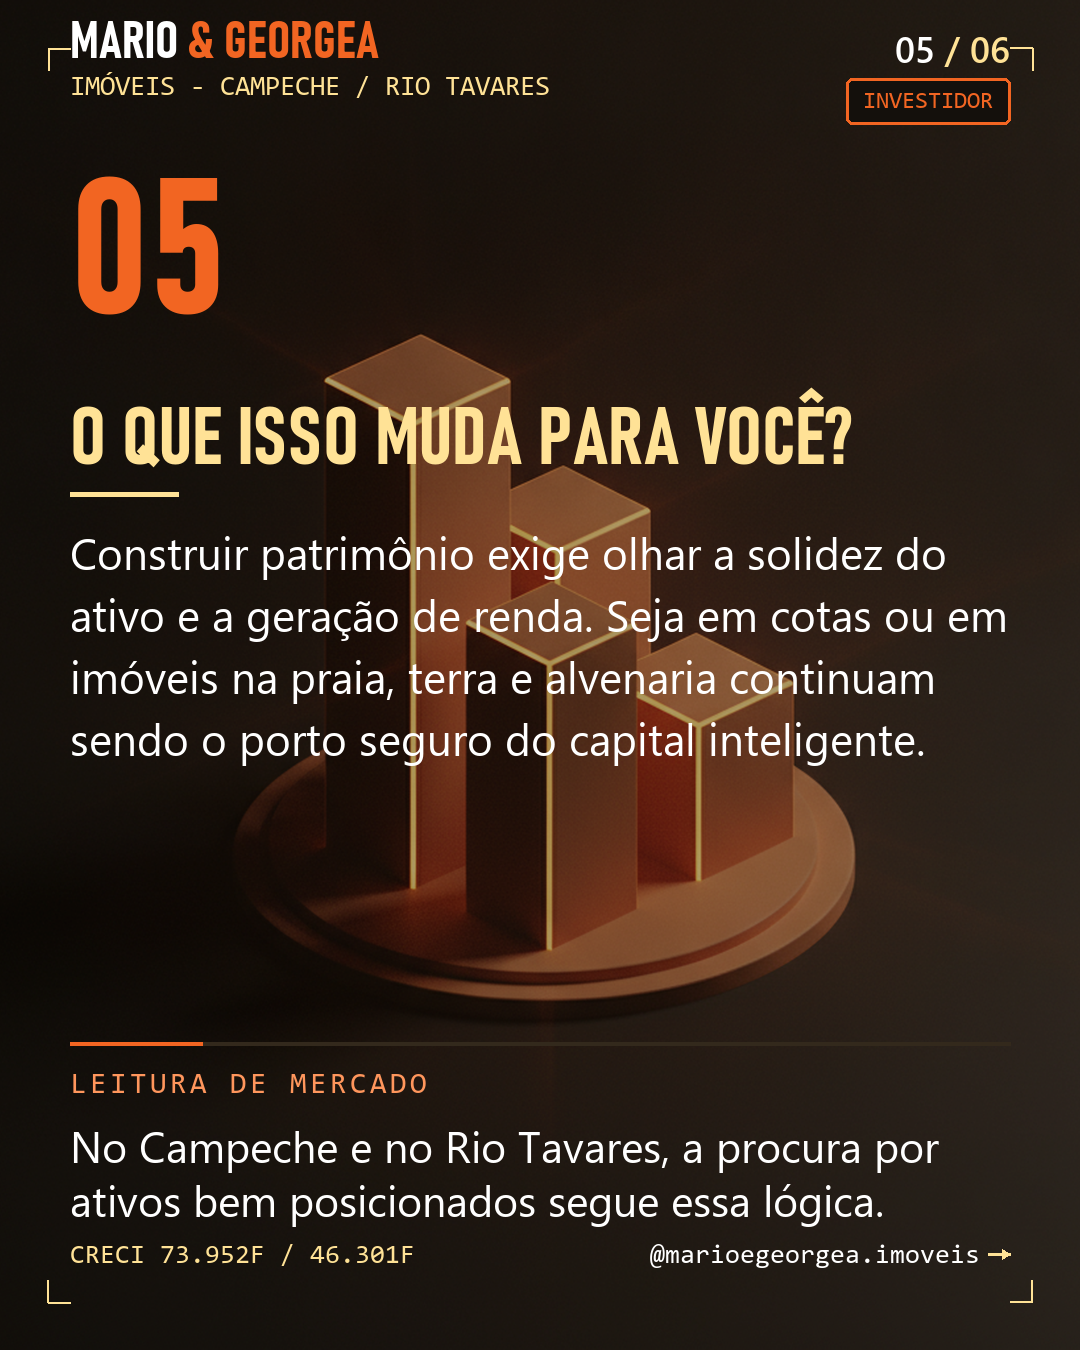 MARIO & GEORGEA
IMÓVEIS - CAMPECHE / RIO TAVARES
05 / 06
INVESTIDOR
05
O QUE ISSO MUDA PARA VOCÊ?
Construir patrimônio exige olhar a solidez do
ativo e a geração de renda. Seja em cotas ou em
imóveis na praia, terra e alvenaria continuam
sendo o porto seguro do capital inteligente.
LEITURA DE MERCADO
No Campeche e no Rio Tavares, a procura por
ativos bem posicionados segue essa lógica.
CRECI 73.952F / 46.301F
@marioegeorgea.imoveis →